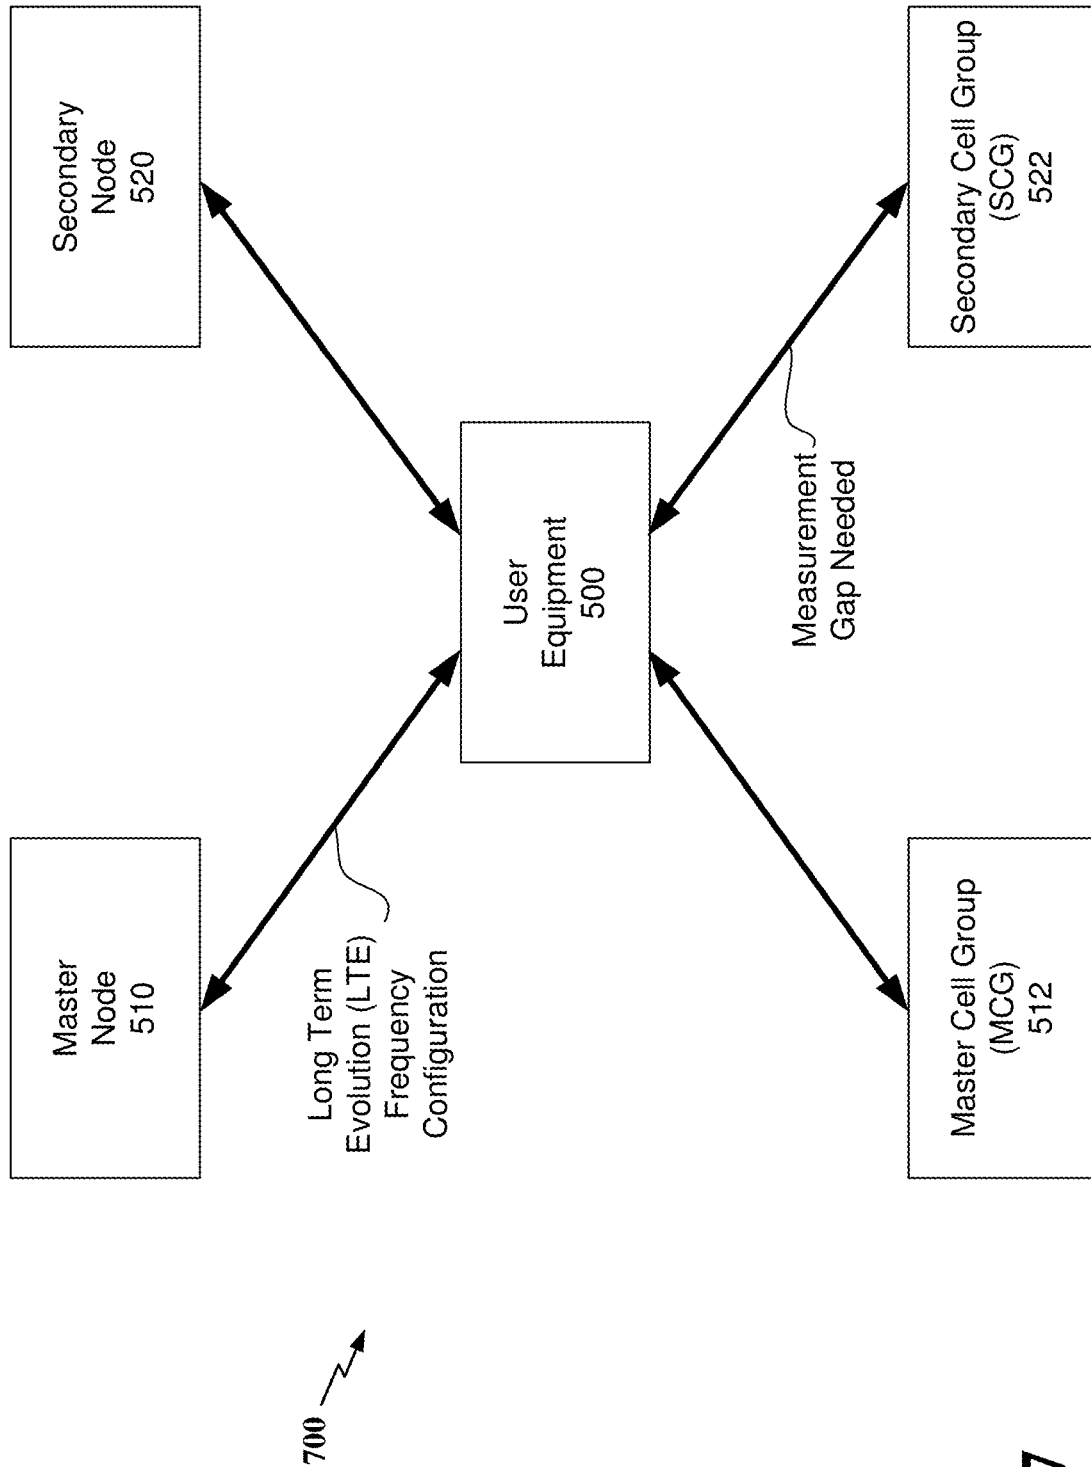 700
Master
Node
510
Secondary
Node
520
Long Term
Evolution (LTE)
Frequency
Configuration
User
Equipment
500
Measurement
Gap Needed
Master Cell Group
(MCG)
512
Secondary Cell Group
(SCG)
522
7